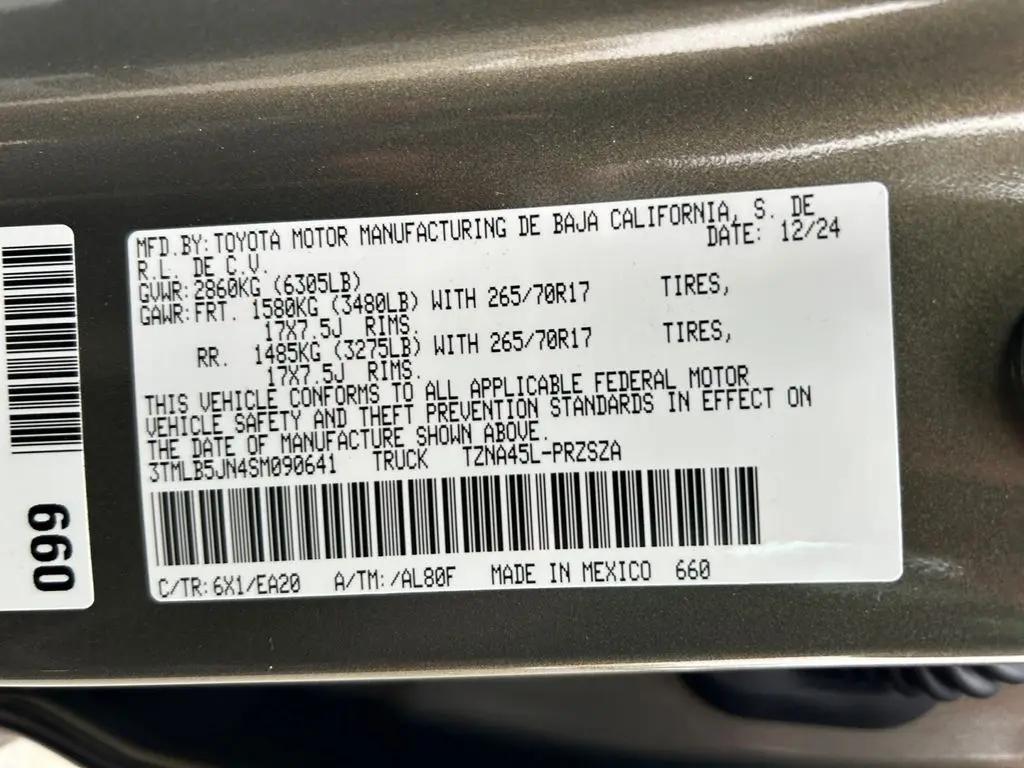 MFD.BY:TOYOTA MOTOR MANUFACTURING DE BAJA CALIFORNIA, S. DE
R.L. DE C.V. DATE: 12/24
GVWR:2860KG (6305LB)
GAWR:FRT. 1580KG (3480LB) WITH 265/70R17 TIRES,
17X7.5J RIMS.
RR. 1485KG (3275LB) WITH 265/70R17 TIRES,
17X7.5J RIMS.
THIS VEHICLE CONFORMS TO ALL APPLICABLE FEDERAL MOTOR
VEHICLE SAFETY AND THEFT PREVENTION STANDARDS IN EFFECT ON
THE DATE OF MANUFACTURE SHOWN ABOVE.
3TMLB5JN4SM090641 TRUCK TZNA45L-PRZSZA
C/TR:6X1/EA20 A/TM:/AL80F MADE IN MEXICO 660
099